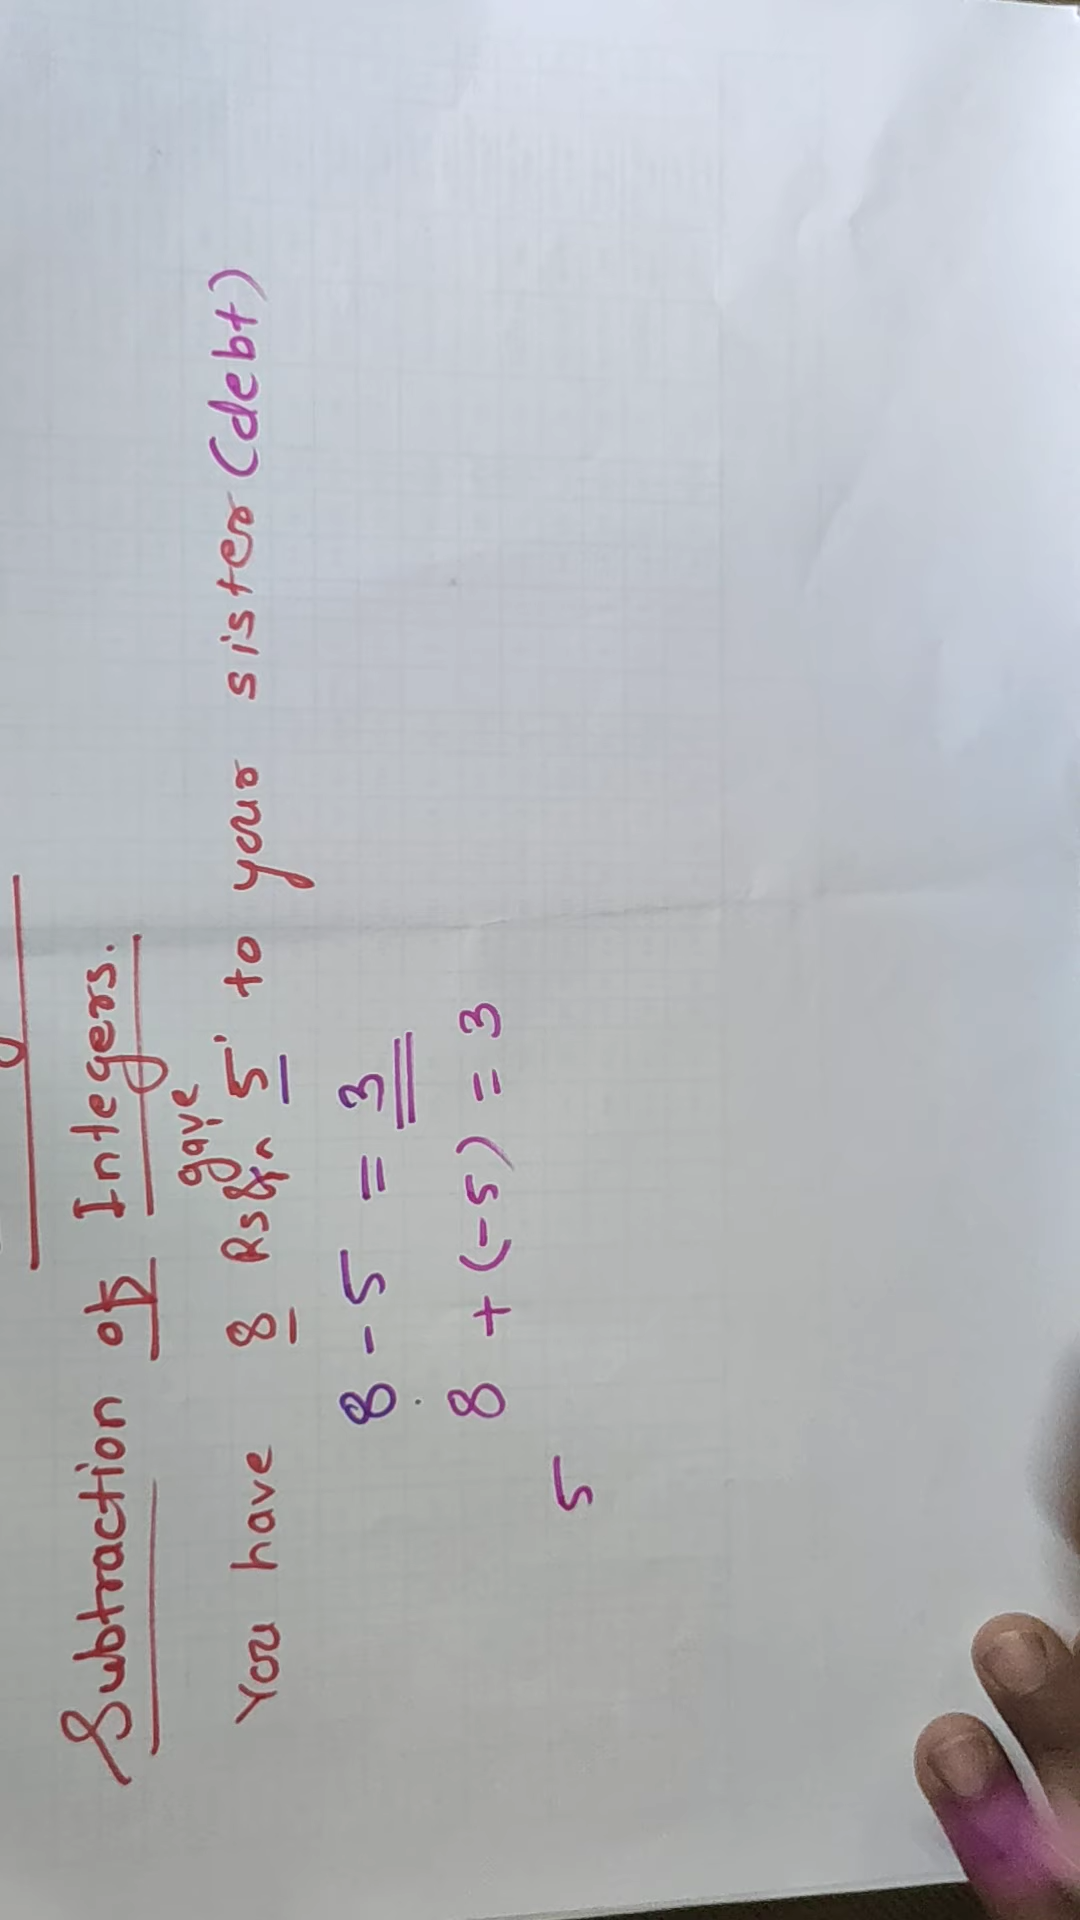 Subtraction of Integers.
gave
You have 8 Rs 5 to your sister (debt)
8 - 5 = 3
8 + (-5) = 3
5